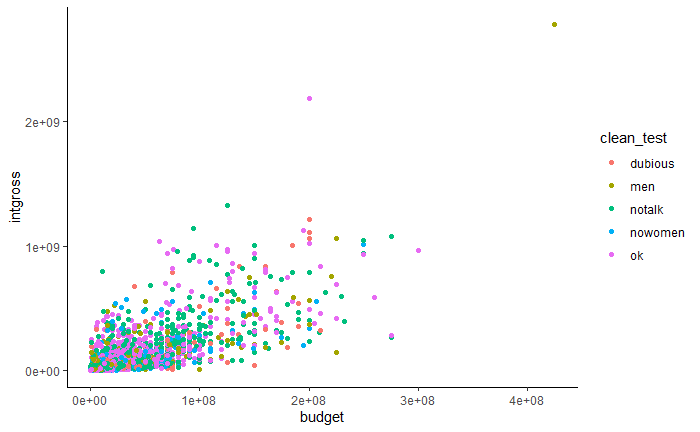 2e+09
1e+09
0e+00
intgross
0e+00 1e+08 2e+08 3e+08 4e+08
budget
clean_test
dubious
men
notalk
nowomen
ok